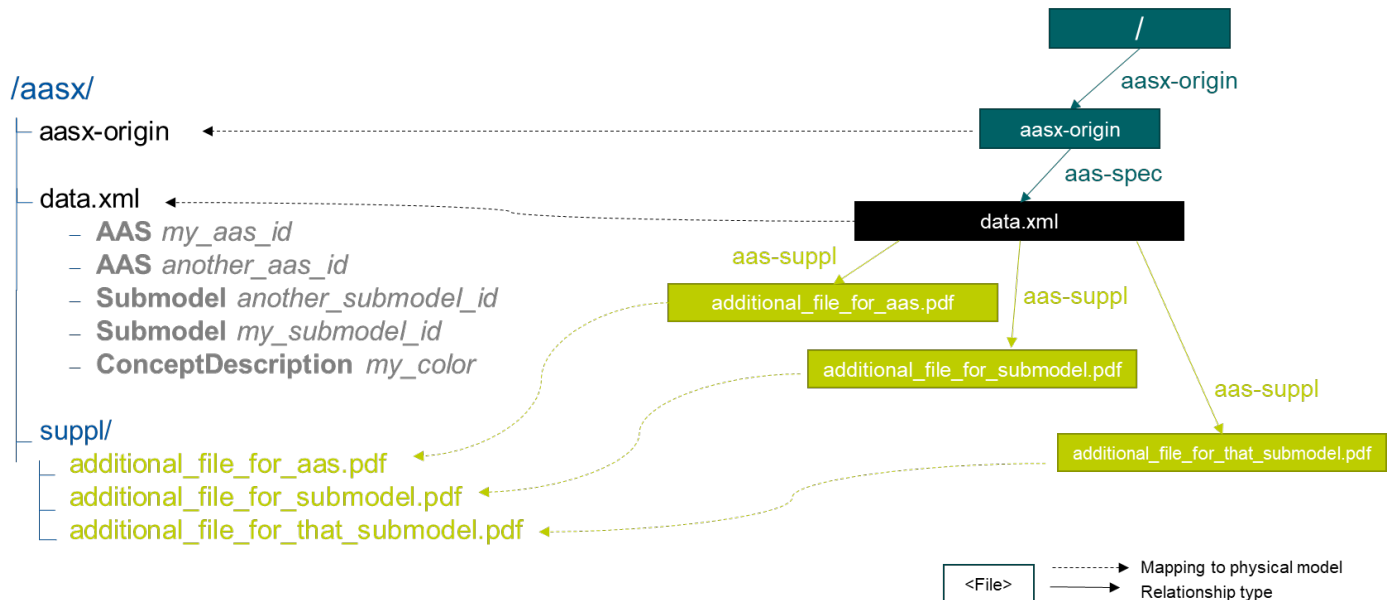 /
aasx-origin
/aasx/
aasx-origin
aasx-origin
aas-spec
data.xml
data.xml
– AAS my_aas_id
– AAS another_aas_id
– Submodel another_submodel_id
– Submodel my_submodel_id
– ConceptDescription my_color
aas-suppl
additional_file_for_aas.pdf
aas-suppl
additional_file_for_submodel.pdf
aas-suppl
additional_file_for_that_submodel.pdf
suppl/
additional_file_for_aas.pdf
additional_file_for_submodel.pdf
additional_file_for_that_submodel.pdf
<File>
Mapping to physical model
Relationship type